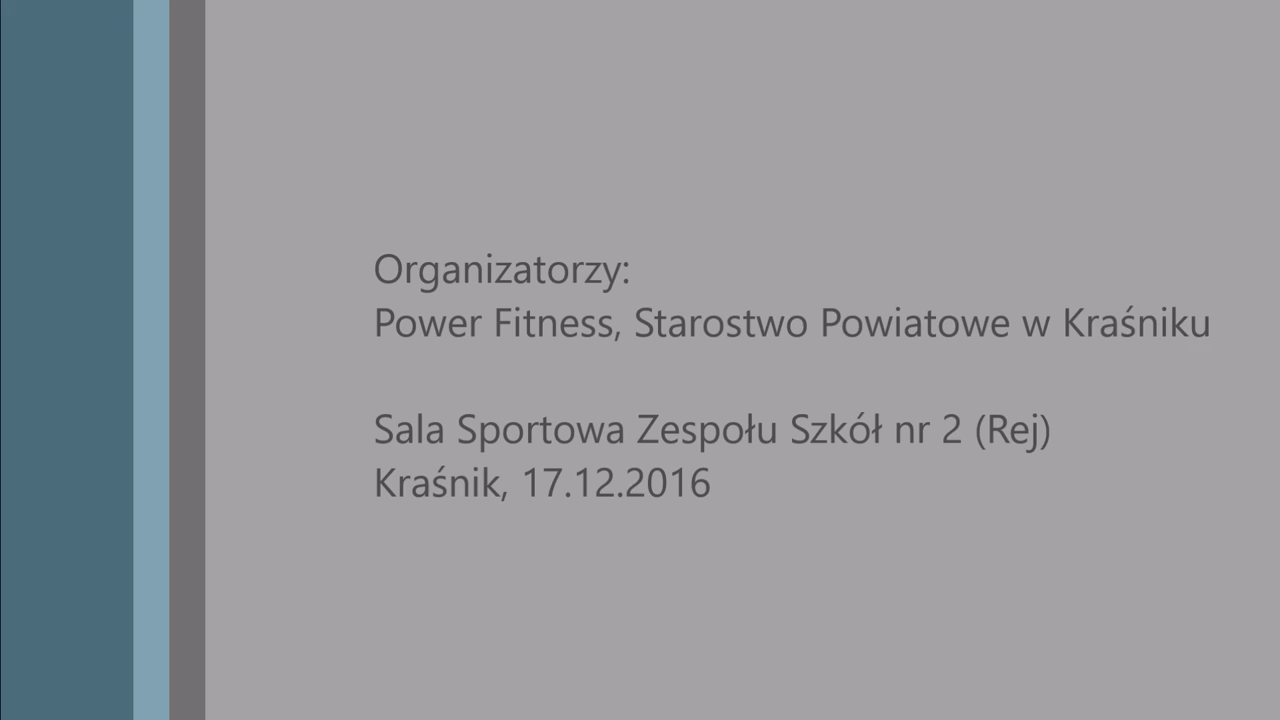 Organizatorzy:
Power Fitness, Starostwo Powiatowe w Kraśniku
Sala Sportowa Zespołu Szkół nr 2 (Rej)
Kraśnik, 17.12.2016